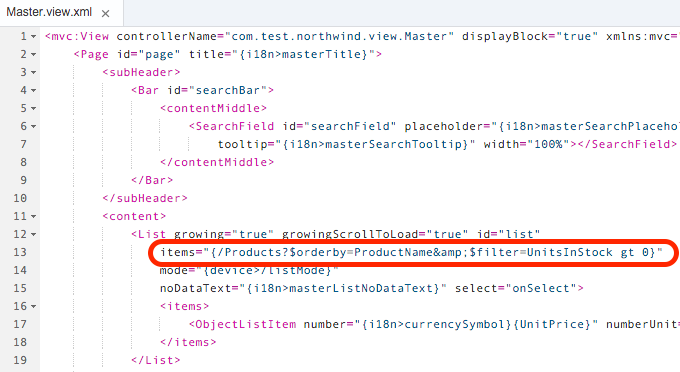 Master.view.xml ×
1 <mvc:View controllerName="com.test.northwind.view.Master" displayBlock="true" xmlns:mvc=
2 <Page id="page" title="{i18n>masterTitle}">
3 <subHeader>
4 <Bar id="searchBar">
5 <contentMiddle>
6 <SearchField id="searchField" placeholder="{i18n>masterSearchPlacehol
7 tooltip="{i18n>masterSearchTooltip}" width="100%"></SearchField>
8 </contentMiddle>
9 </Bar>
10 </subHeader>
11 <content>
12 <List growing="true" growingScrollToLoad="true" id="list"
13 items="{/Products?$orderby=ProductName&amp;$filter=UnitsInStock gt 0}"
14 mode="{device>/listMode}"
15 noDataText="{i18n>masterListNoDataText}" select="onSelect">
16 <items>
17 <ObjectListItem number="{i18n>currencySymbol}{UnitPrice}" numberUnit=
18 </items>
19 </List>